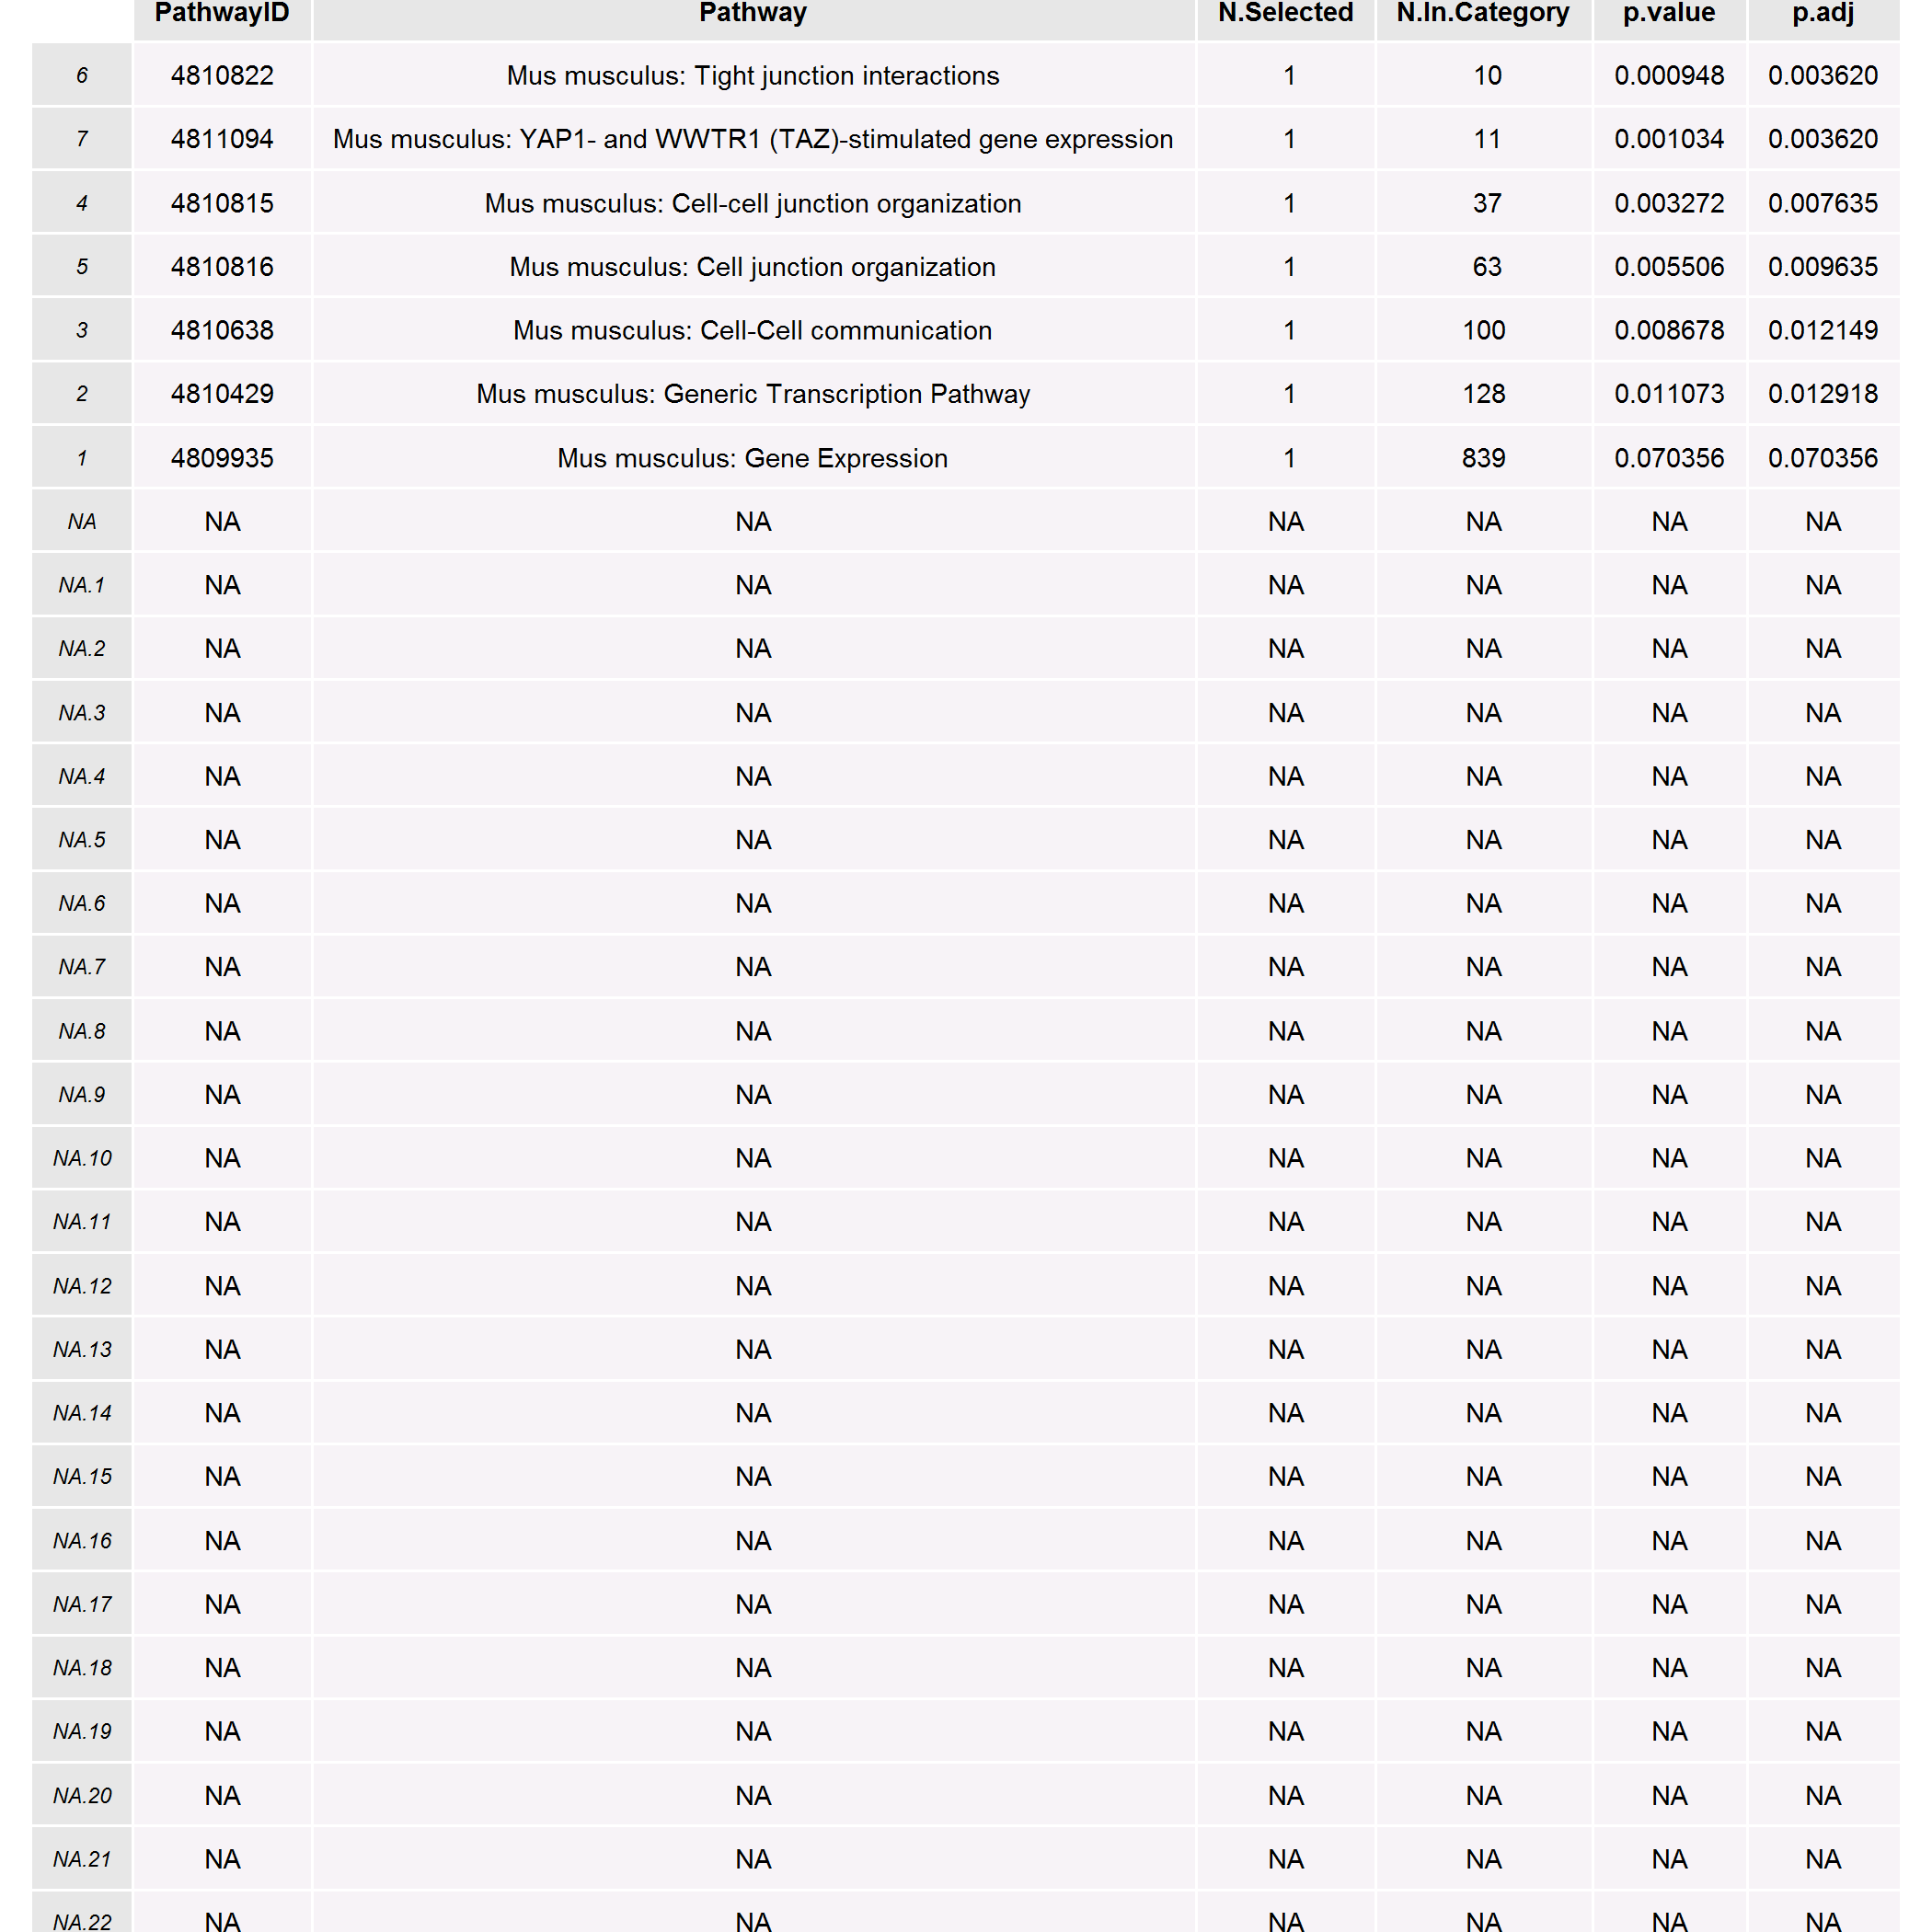 PathwayID Pathway N.Selected N.In.Category p.value p.adj
6 4810822 Mus musculus: Tight junction interactions 1 10 0.000948 0.003620
7 4811094 Mus musculus: YAP1- and WWTR1 (TAZ)-stimulated gene expression 1 11 0.001034 0.003620
4 4810815 Mus musculus: Cell-cell junction organization 1 37 0.003272 0.007635
5 4810816 Mus musculus: Cell junction organization 1 63 0.005506 0.009635
3 4810638 Mus musculus: Cell-Cell communication 1 100 0.008678 0.012149
2 4810429 Mus musculus: Generic Transcription Pathway 1 128 0.011073 0.012918
1 4809935 Mus musculus: Gene Expression 1 839 0.070356 0.070356
NA NA NA NA NA NA NA
NA.1 NA NA NA NA NA NA
NA.2 NA NA NA NA NA NA
NA.3 NA NA NA NA NA NA
NA.4 NA NA NA NA NA NA
NA.5 NA NA NA NA NA NA
NA.6 NA NA NA NA NA NA
NA.7 NA NA NA NA NA NA
NA.8 NA NA NA NA NA NA
NA.9 NA NA NA NA NA NA
NA.10 NA NA NA NA NA NA
NA.11 NA NA NA NA NA NA
NA.12 NA NA NA NA NA NA
NA.13 NA NA NA NA NA NA
NA.14 NA NA NA NA NA NA
NA.15 NA NA NA NA NA NA
NA.16 NA NA NA NA NA NA
NA.17 NA NA NA NA NA NA
NA.18 NA NA NA NA NA NA
NA.19 NA NA NA NA NA NA
NA.20 NA NA NA NA NA NA
NA.21 NA NA NA NA NA NA
NA.22 NA NA NA NA NA NA